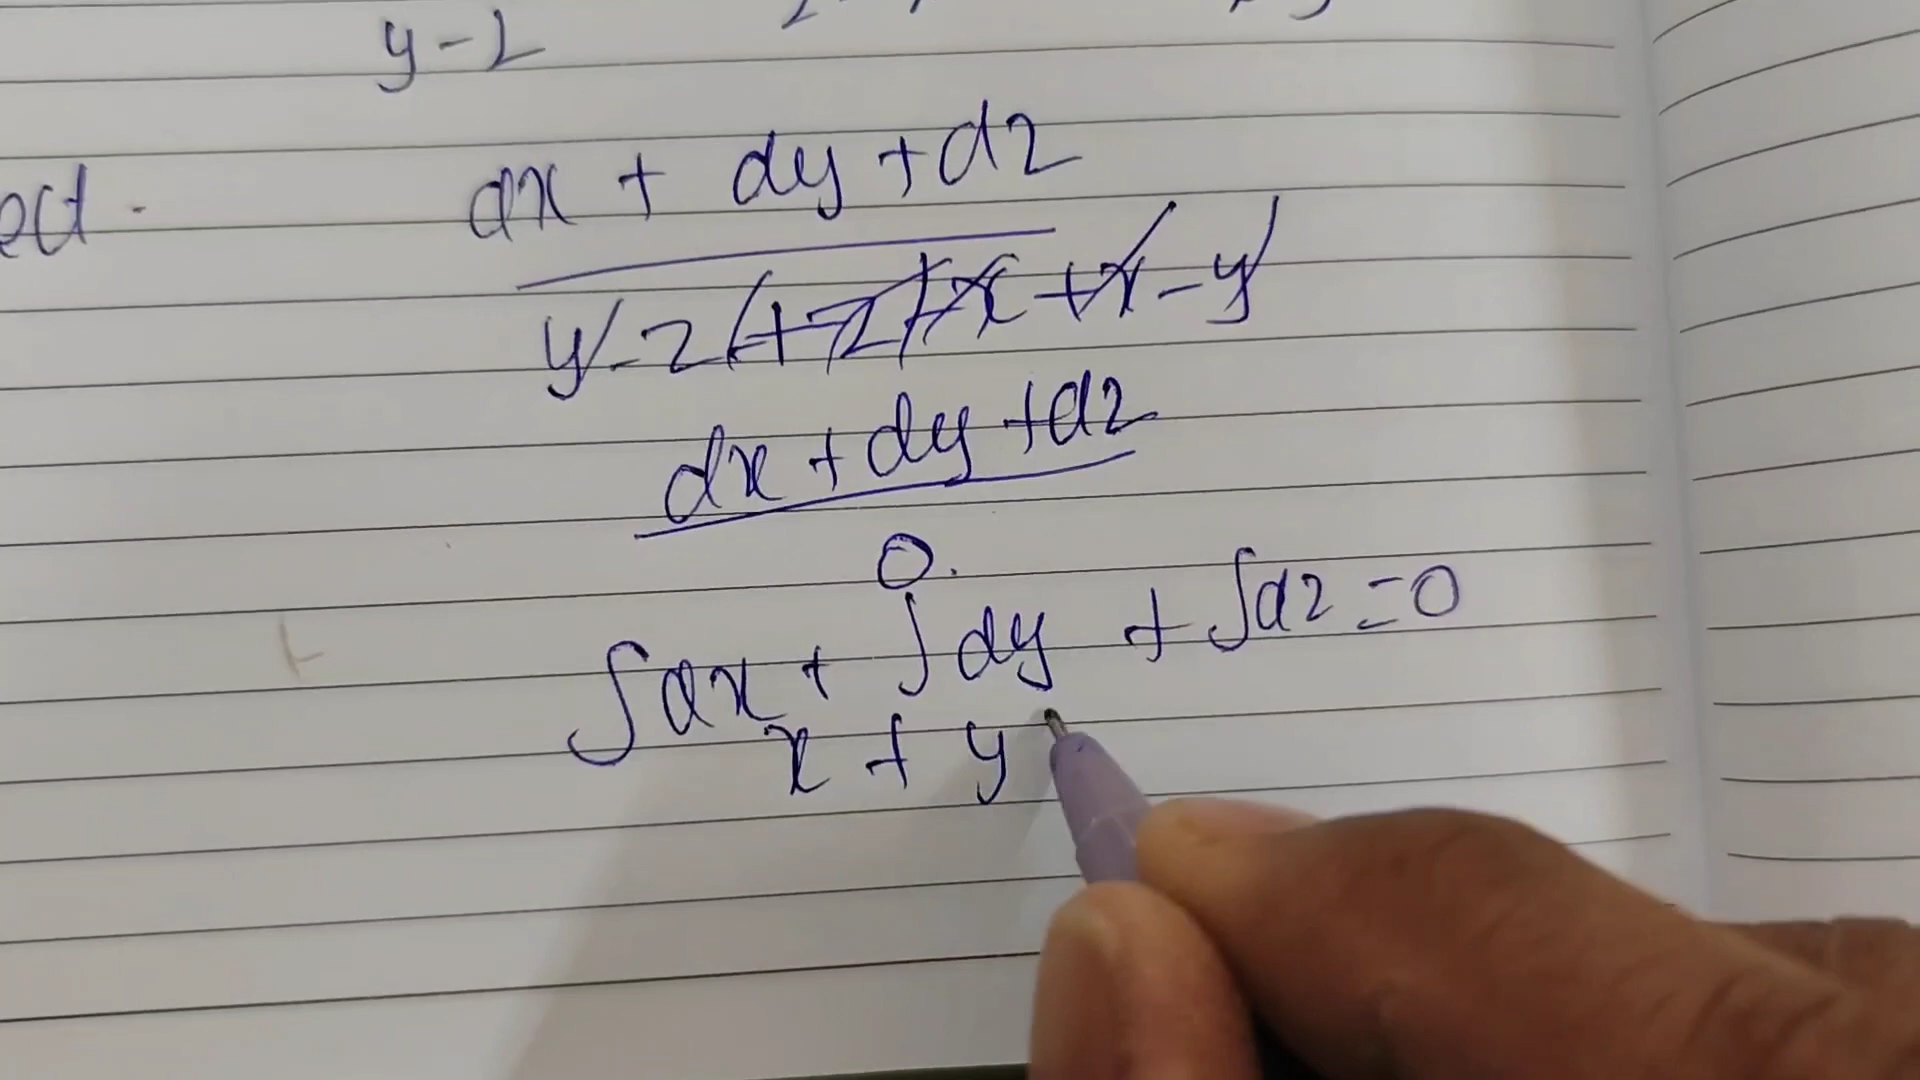 y-z
ect.
dx + dy + dz
y - z + z - x + x - y
dx + dy + dz
0.
∫dx + ∫dy + ∫dz = 0
x + y